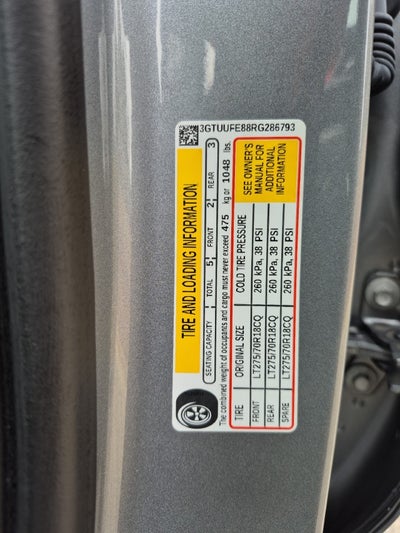 3GTUUFE88RG286793
TIRE AND LOADING INFORMATION
SEATING CAPACITY | TOTAL 5 | FRONT 2 | REAR 3
The combined weight of occupants and cargo must never exceed 475 kg or 1048 lbs.
TIRE ORIGINAL SIZE COLD TIRE PRESSURE
FRONT LT275/70R18CQ 260 kPa, 38 PSI
REAR LT275/70R18CQ 260 kPa, 38 PSI
SPARE LT275/70R18CQ 260 kPa, 38 PSI
SEE OWNER'S
MANUAL FOR
ADDITIONAL
INFORMATION